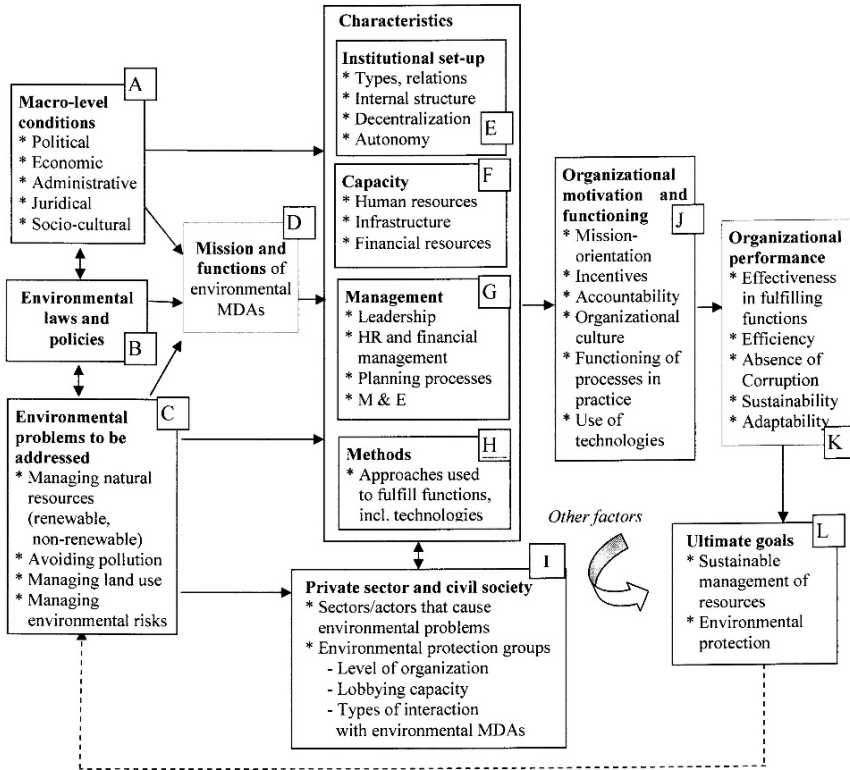 A
Macro-level
conditions
* Political
* Economic
* Administrative
* Juridical
* Socio-cultural
Environmental
laws and
policies
B
C
Environmental
problems to be
addressed
* Managing natural
resources
(renewable,
non-renewable)
* Avoiding pollution
* Managing land use
* Managing
environmental risks
D
Mission and
functions of
environmental
MDAs
Characteristics
Institutional set-up
* Types, relations
* Internal structure
* Decentralization
* Autonomy
E
F
Capacity
* Human resources
* Infrastructure
* Financial resources
G
Management
* Leadership
* HR and financial
management
* Planning processes
* M & E
H
Methods
* Approaches used
to fulfill functions,
incl. technologies
I
Private sector and civil society
* Sectors/actors that cause
environmental problems
* Environmental protection groups
- Level of organization
- Lobbying capacity
- Types of interaction
with environmental MDAs
Organizational
motivation and
functioning
J
* Mission-
orientation
* Incentives
* Accountability
* Organizational
culture
* Functioning of
processes in
practice
* Use of
technologies
Organizational
performance
* Effectiveness
in fulfilling
functions
* Efficiency
* Absence of
Corruption
* Sustainability
* Adaptability
K
Other factors
L
Ultimate goals
* Sustainable
management of
resources
* Environmental
protection